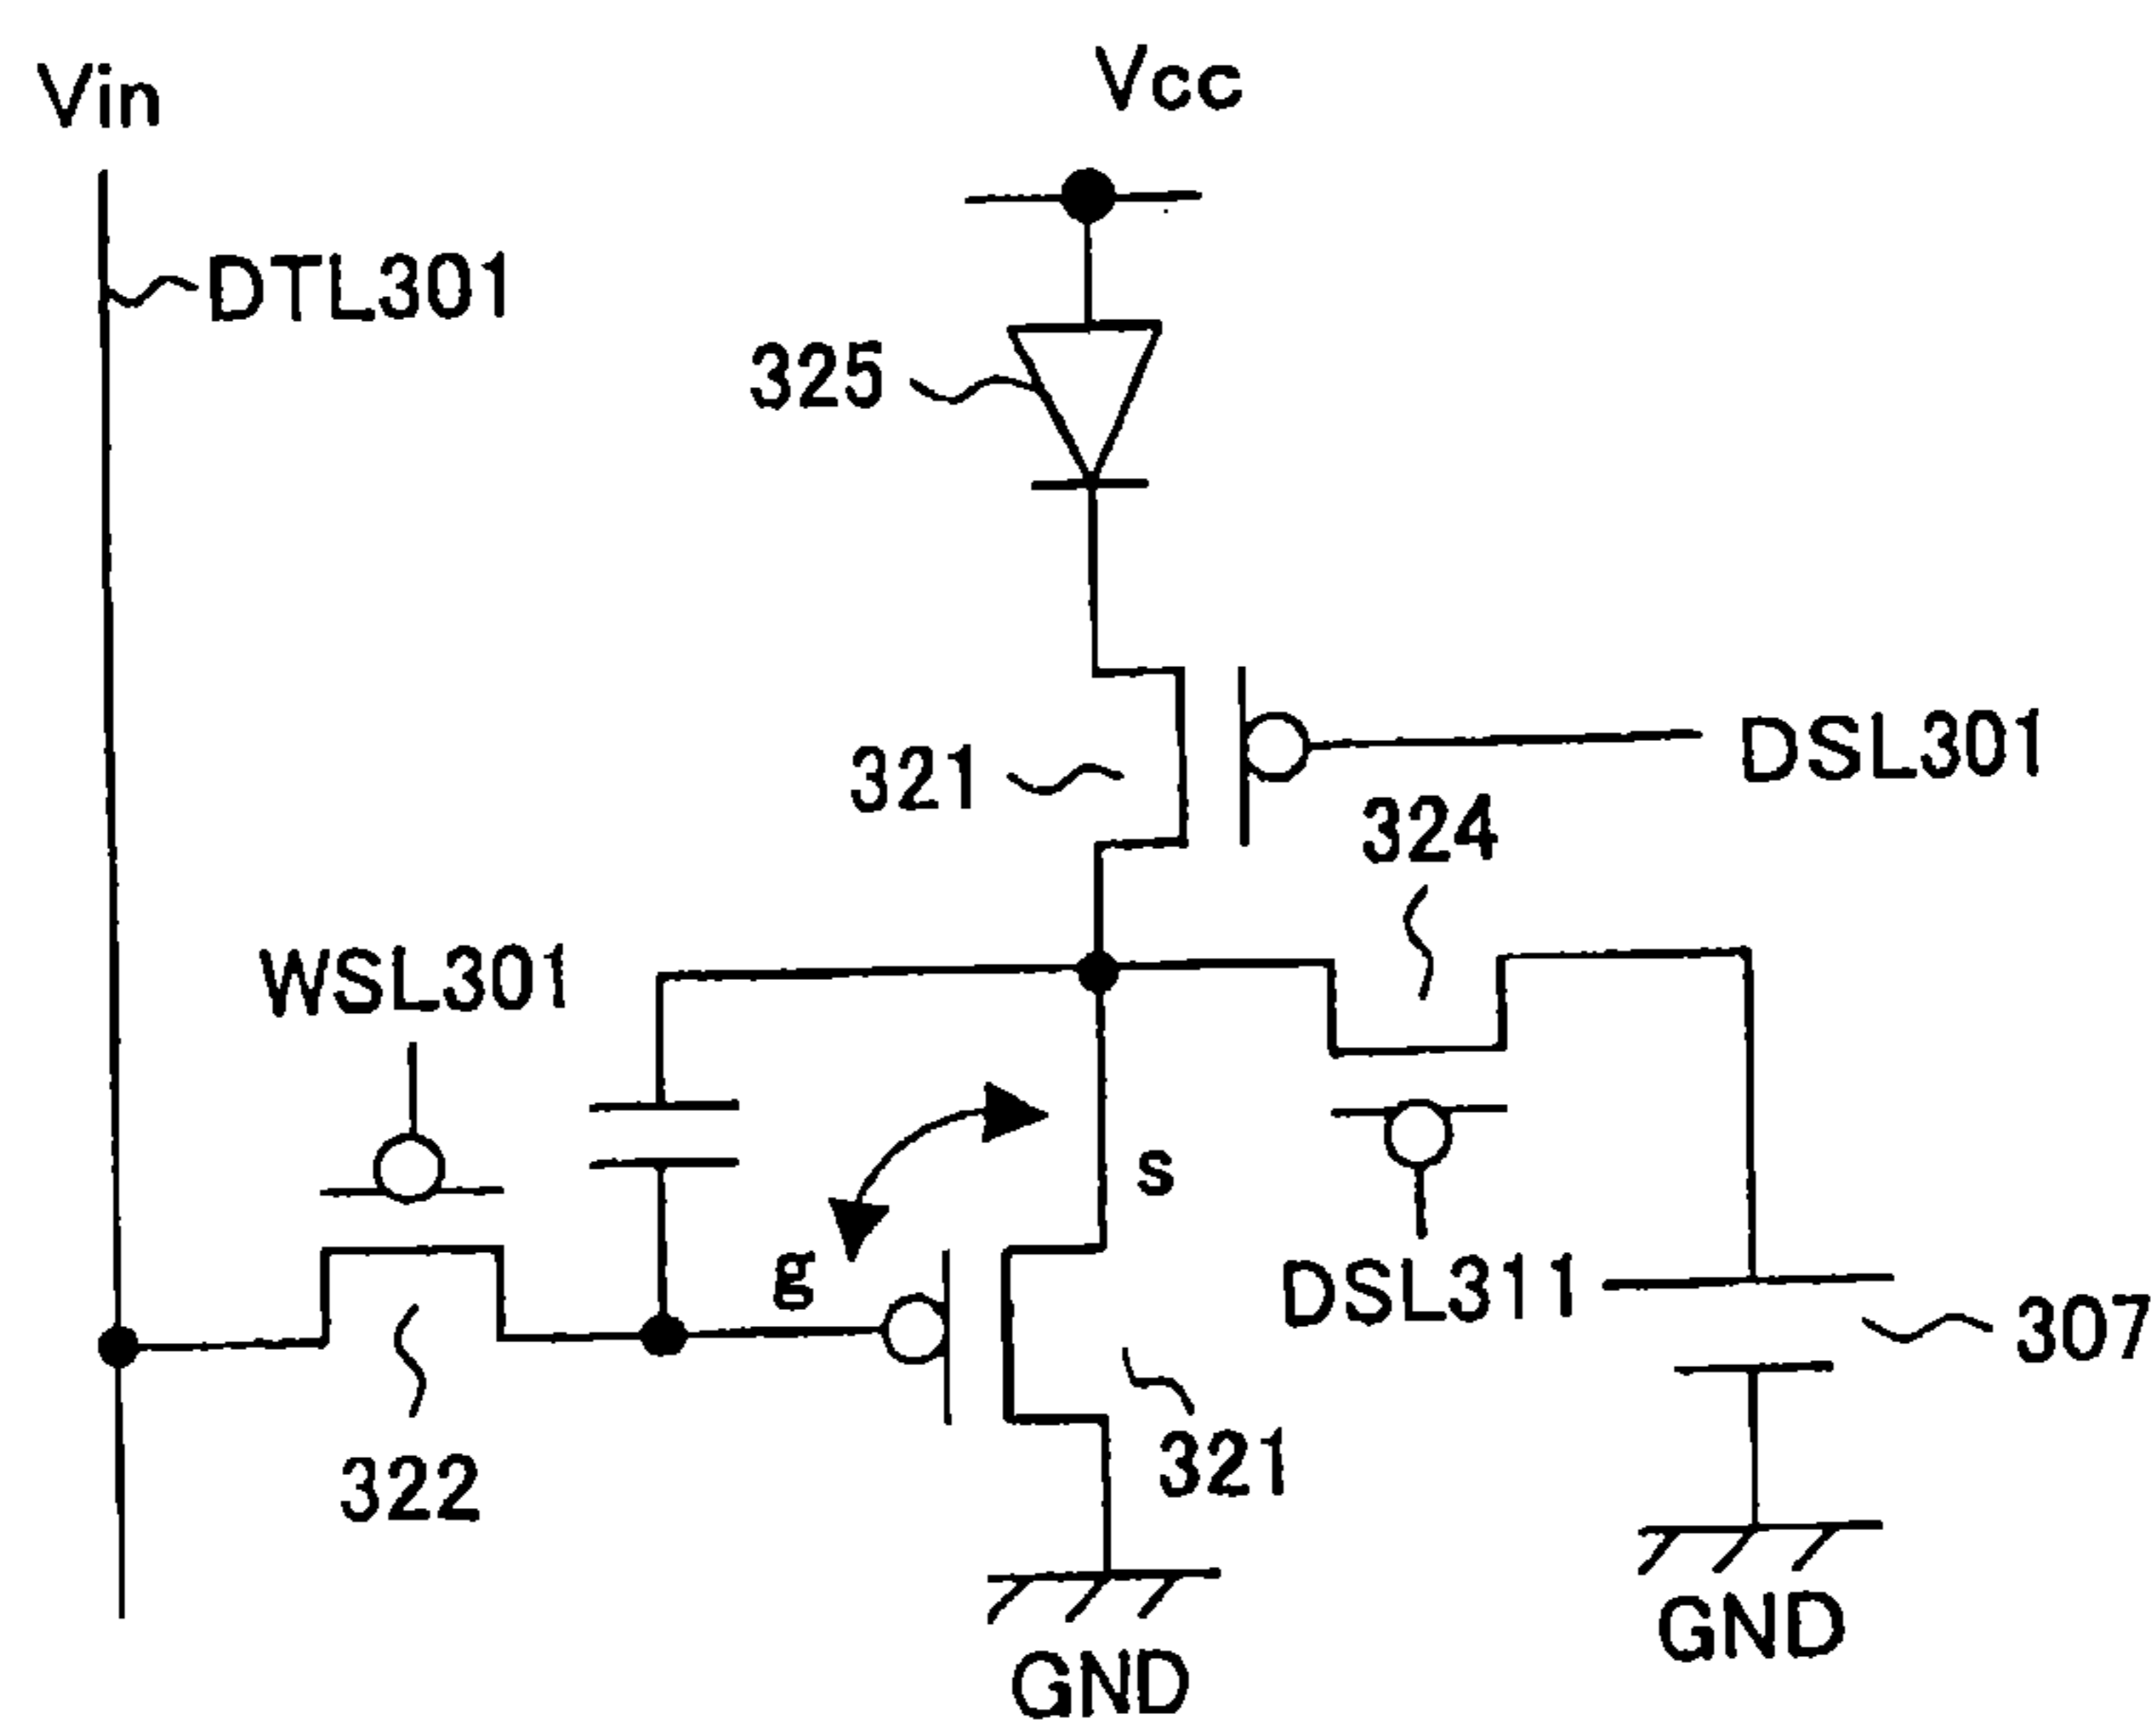 Vin
Vcc
DTL301
325
321
DSL301
324
WSL301
s
g
DSL311
307
322
321
GND
GND